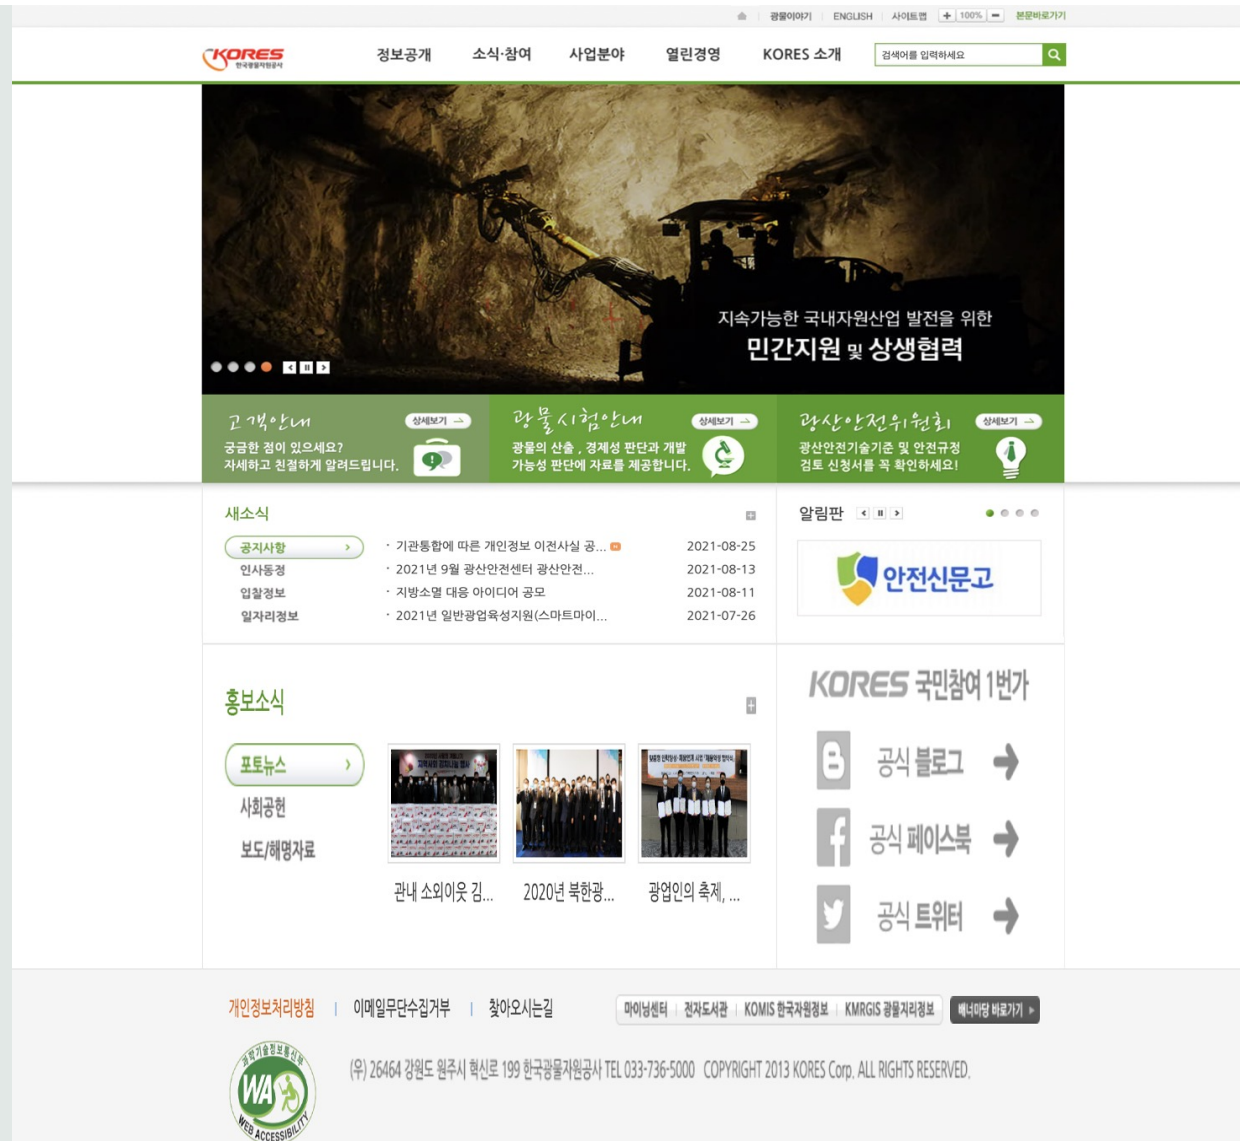 광물이야기
ENGLISH
사이트맵
100%
본문바로가기
KORES
한국광물자원공사
정보공개
소식·참여
사업분야
열린경영
KORES 소개
검색어를 입력하세요
지속가능한 국내자원산업 발전을 위한
민간지원 및 상생협력
고객안내
상세보기
궁금한 점이 있으세요?
자세하고 친절하게 알려드립니다.
광물시험안내
상세보기
광물의 산출 , 경제성 판단과 개발
가능성 판단에 자료를 제공합니다.
광산안전위원회
상세보기
광산안전기술기준 및 안전규정
검토 신청서를 꼭 확인하세요!
새소식
공지사항
인사동정
입찰정보
일자리정보
· 기관통합에 따른 개인정보 이전사실 공... 2021-08-25
· 2021년 9월 광산안전센터 광산안전... 2021-08-13
· 지방소멸 대응 아이디어 공모 2021-08-11
· 2021년 일반광업육성지원(스마트마이... 2021-07-26
알림판
안전신문고
홍보소식
포토뉴스
사회공헌
보도/해명자료
관내 소외이웃 김...
2020년 북한광...
광업인의 축제, ...
KORES 국민참여 1번가
공식 블로그
공식 페이스북
공식 트위터
개인정보처리방침
이메일무단수집거부
찾아오시는길
마이닝센터
전자도서관
KOMIS 한국자원정보
KMRGIS 광물지리정보
배너마당 바로가기
과학기술정보통신부
WA
WEB ACCESSIBILITY
(우) 26464 강원도 원주시 혁신로 199 한국광물자원공사 TEL 033-736-5000 COPYRIGHT 2013 KORES Corp. ALL RIGHTS RESERVED.